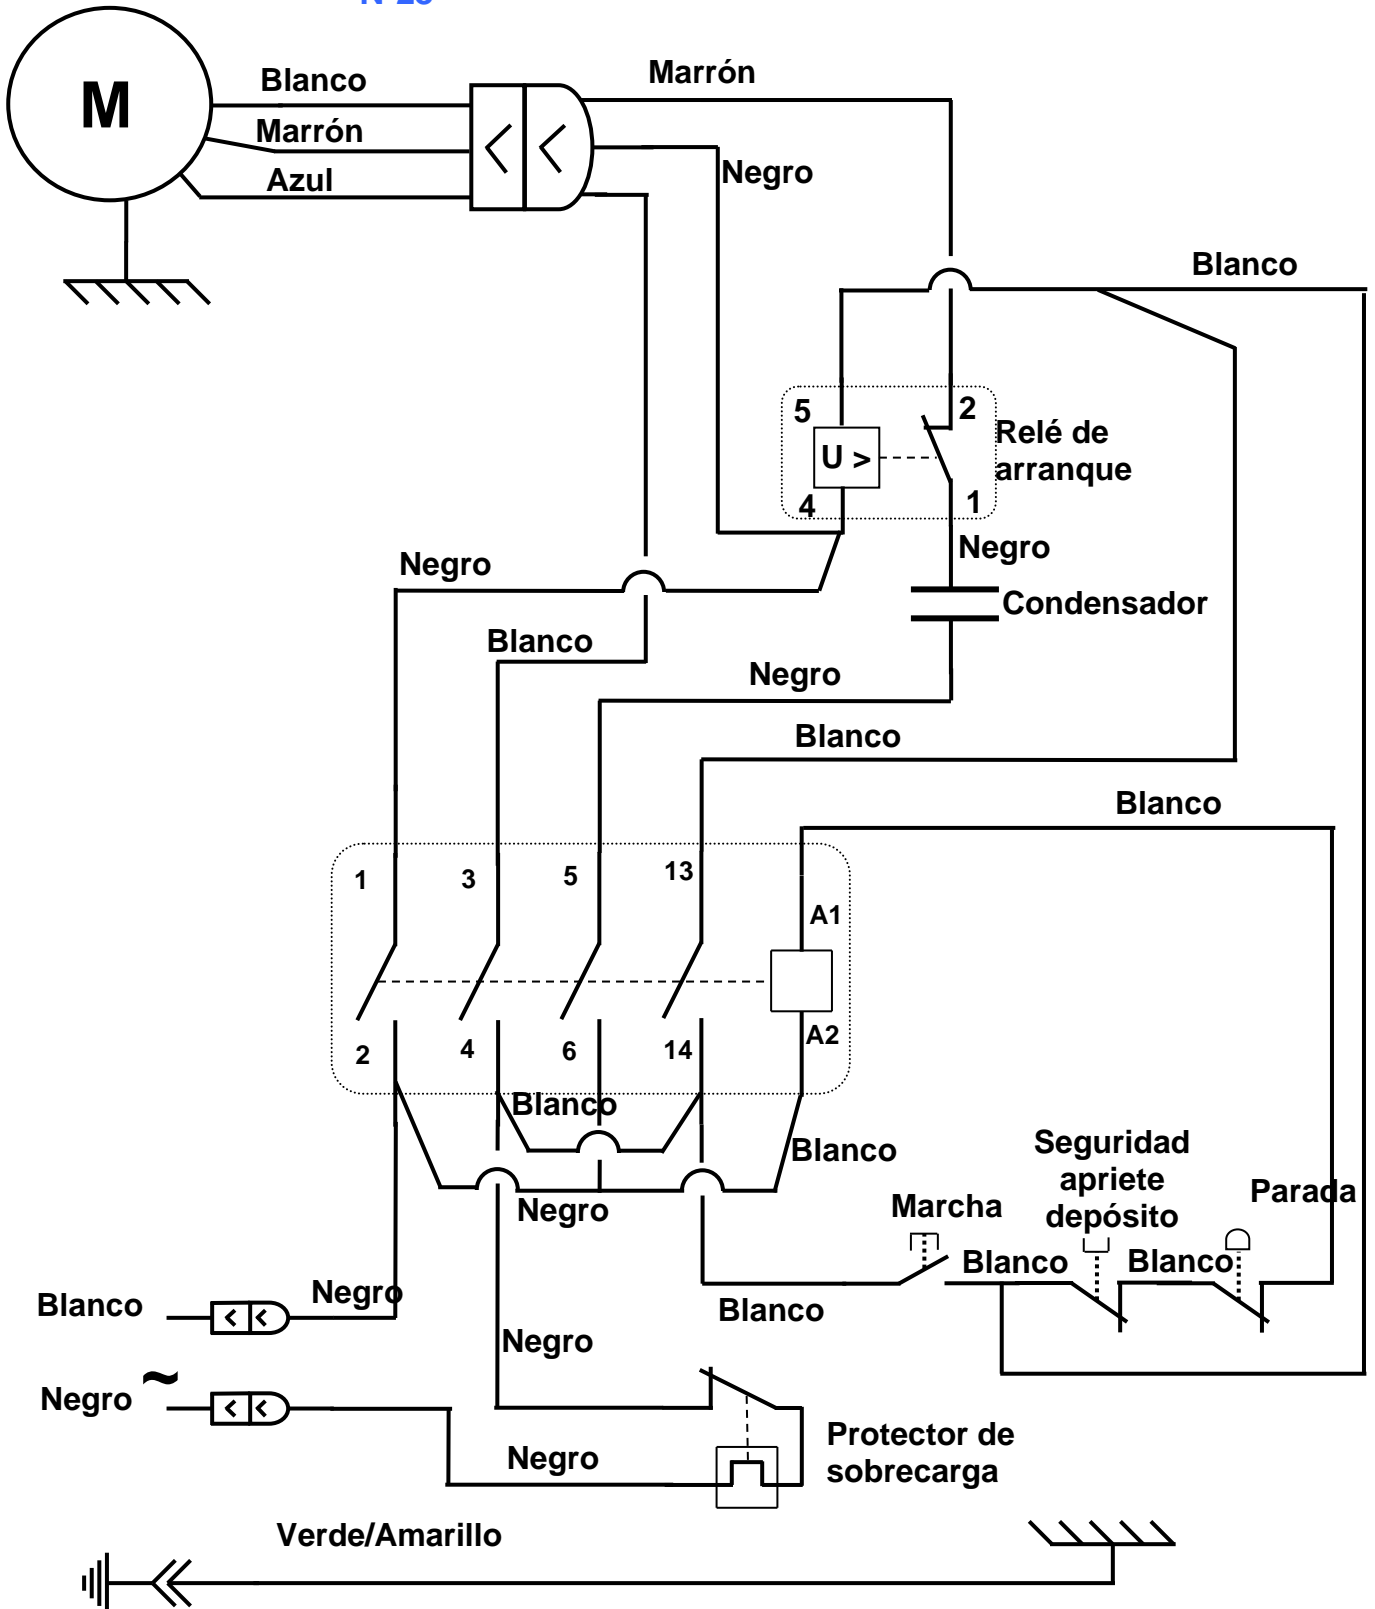 M
Blanco
Marrón
Azul
Marrón
Negro
Blanco
5
2
U >
4
1
Relé de
arranque
Negro
Negro
Condensador
Blanco
Negro
Blanco
Blanco
1
3
5
13
A1
2
4
6
14
A2
Blanco
Blanco
Negro
Seguridad
apriete
depósito
Parada
Marcha
Blanco
Blanco
Blanco
Blanco
Negro
Negro
~
Negro
Negro
Protector de
sobrecarga
Verde/Amarillo